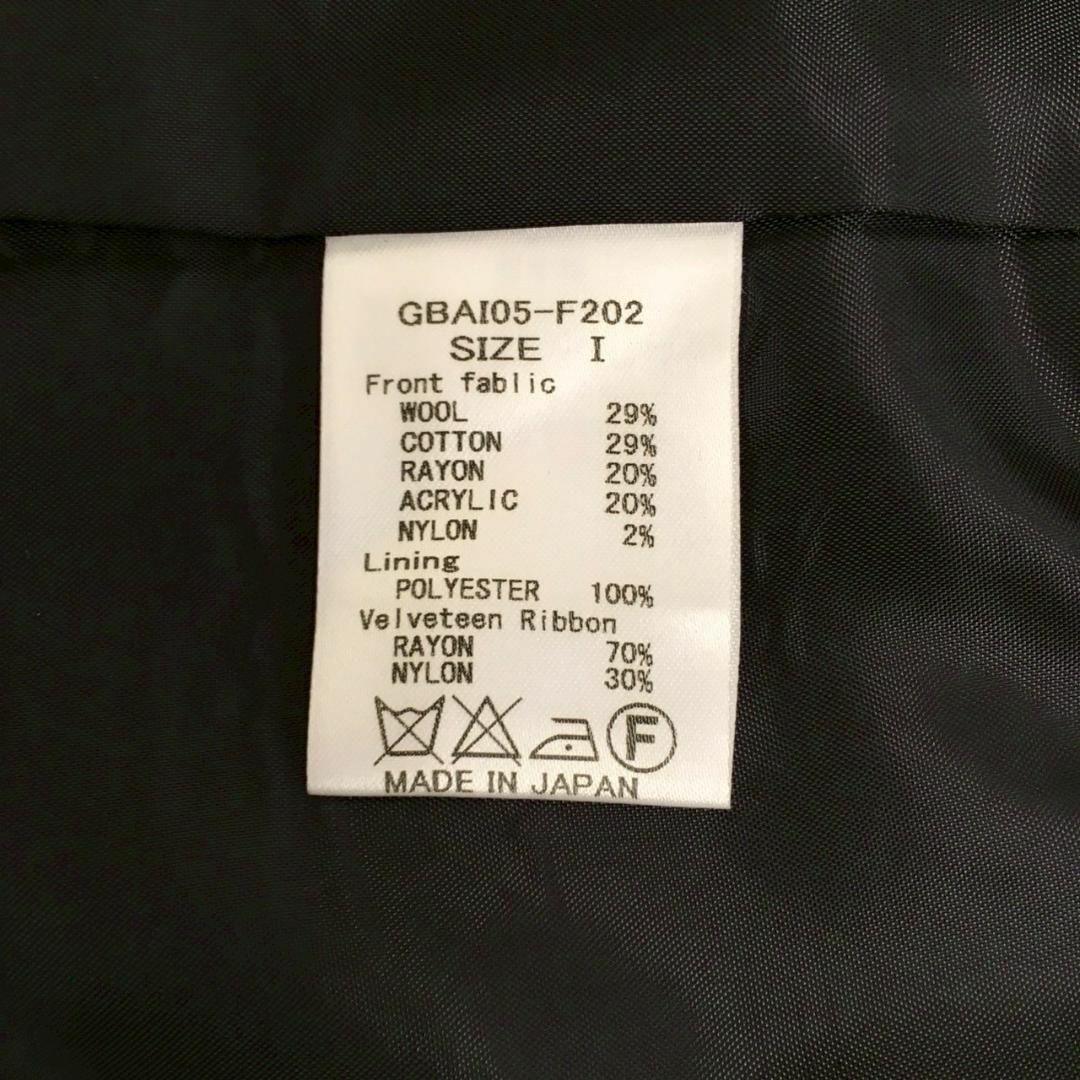 GBAI05-F202
SIZE I
Front fablic
WOOL 29%
COTTON 29%
RAYON 20%
ACRYLIC 20%
NYLON 2%
Lining
POLYESTER 100%
Velveteen Ribbon
RAYON 70%
NYLON 30%
F
MADE IN JAPAN